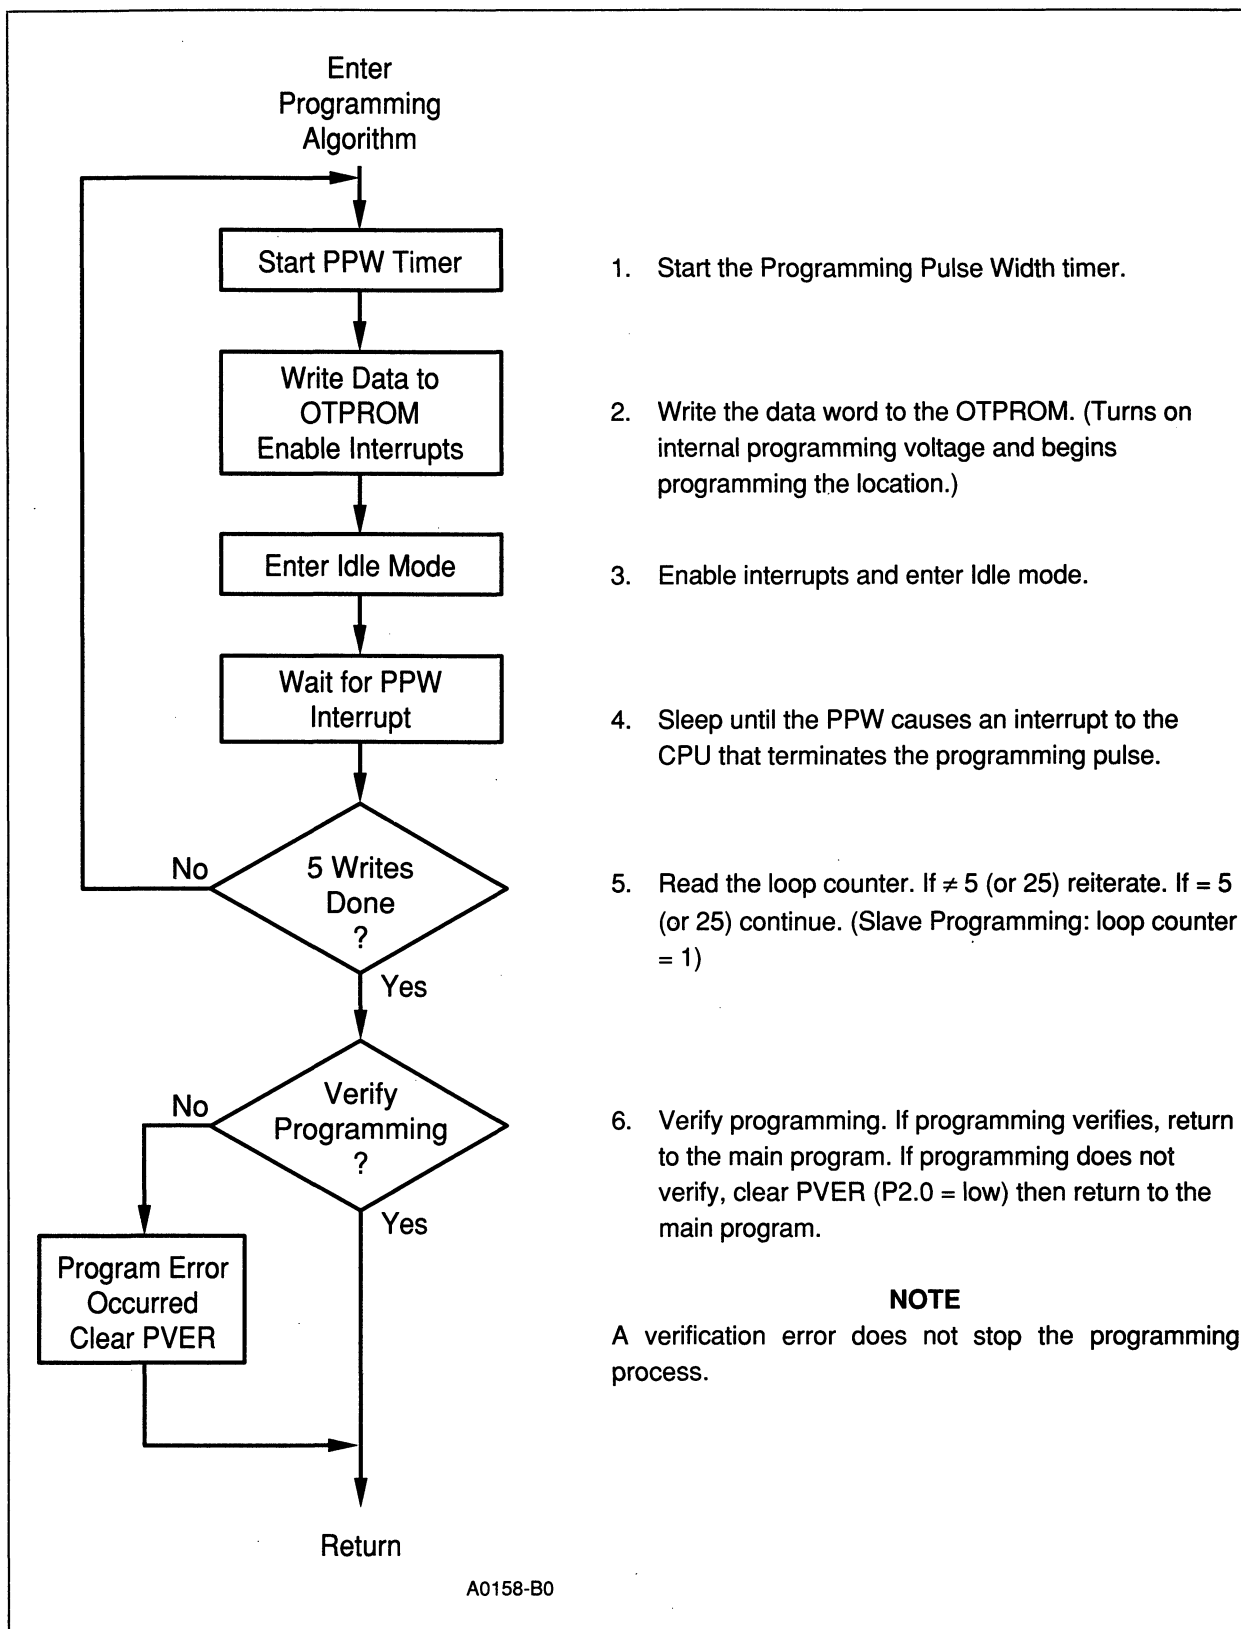 Enter
Programming
Algorithm
Start PPW Timer
1. Start the Programming Pulse Width timer.
Write Data to
OTPROM
Enable Interrupts
2. Write the data word to the OTPROM. (Turns on
internal programming voltage and begins
programming the location.)
Enter Idle Mode
3. Enable interrupts and enter Idle mode.
Wait for PPW
Interrupt
4. Sleep until the PPW causes an interrupt to the
CPU that terminates the programming pulse.
No
5 Writes
Done
?
Yes
5. Read the loop counter. If ≠ 5 (or 25) reiterate. If = 5
(or 25) continue. (Slave Programming: loop counter
= 1)
No
Verify
Programming
?
Yes
6. Verify programming. If programming verifies, return
to the main program. If programming does not
verify, clear PVER (P2.0 = low) then return to the
main program.
Program Error
Occurred
Clear PVER
NOTE
A verification error does not stop the programming
process.
Return
A0158-B0